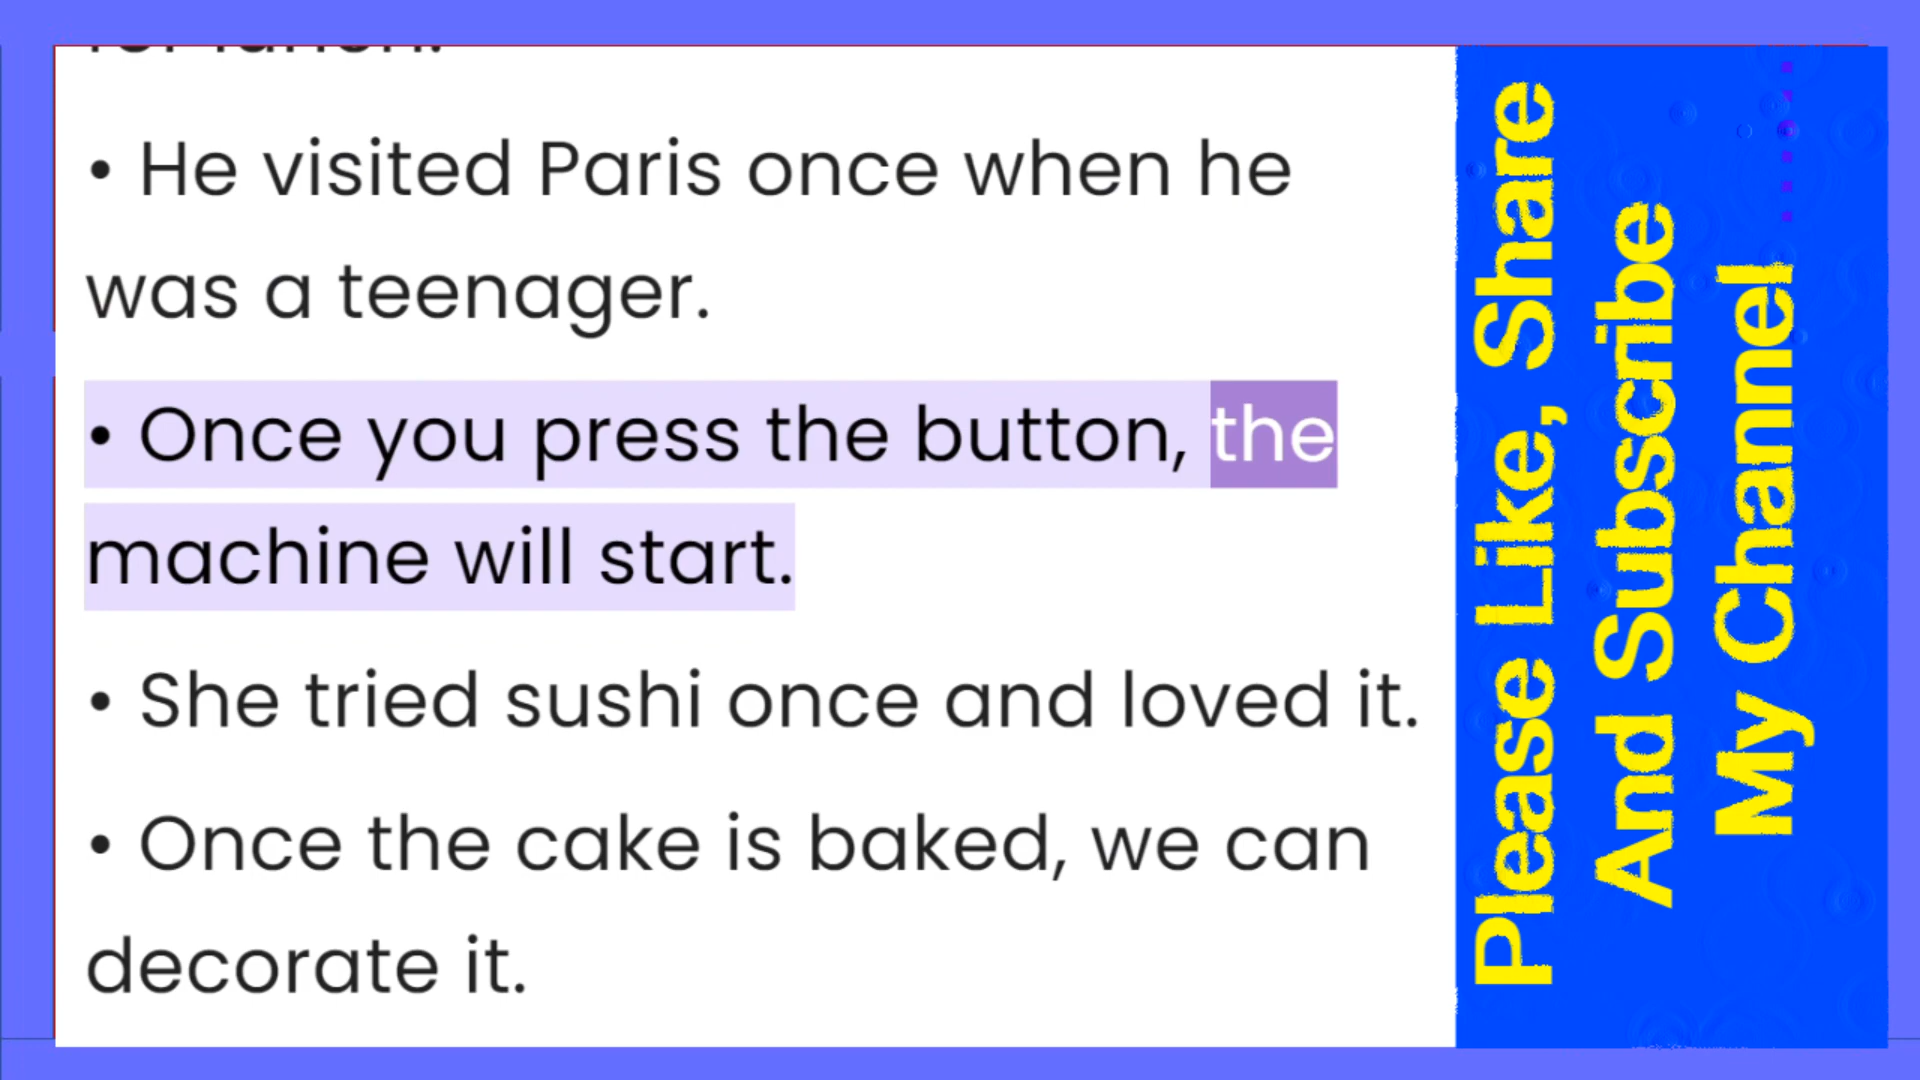 for lunch.
• He visited Paris once when he
was a teenager.
• Once you press the button, the
machine will start.
• She tried sushi once and loved it.
• Once the cake is baked, we can
decorate it.
Please Like, Share
And Subscribe
My Channel